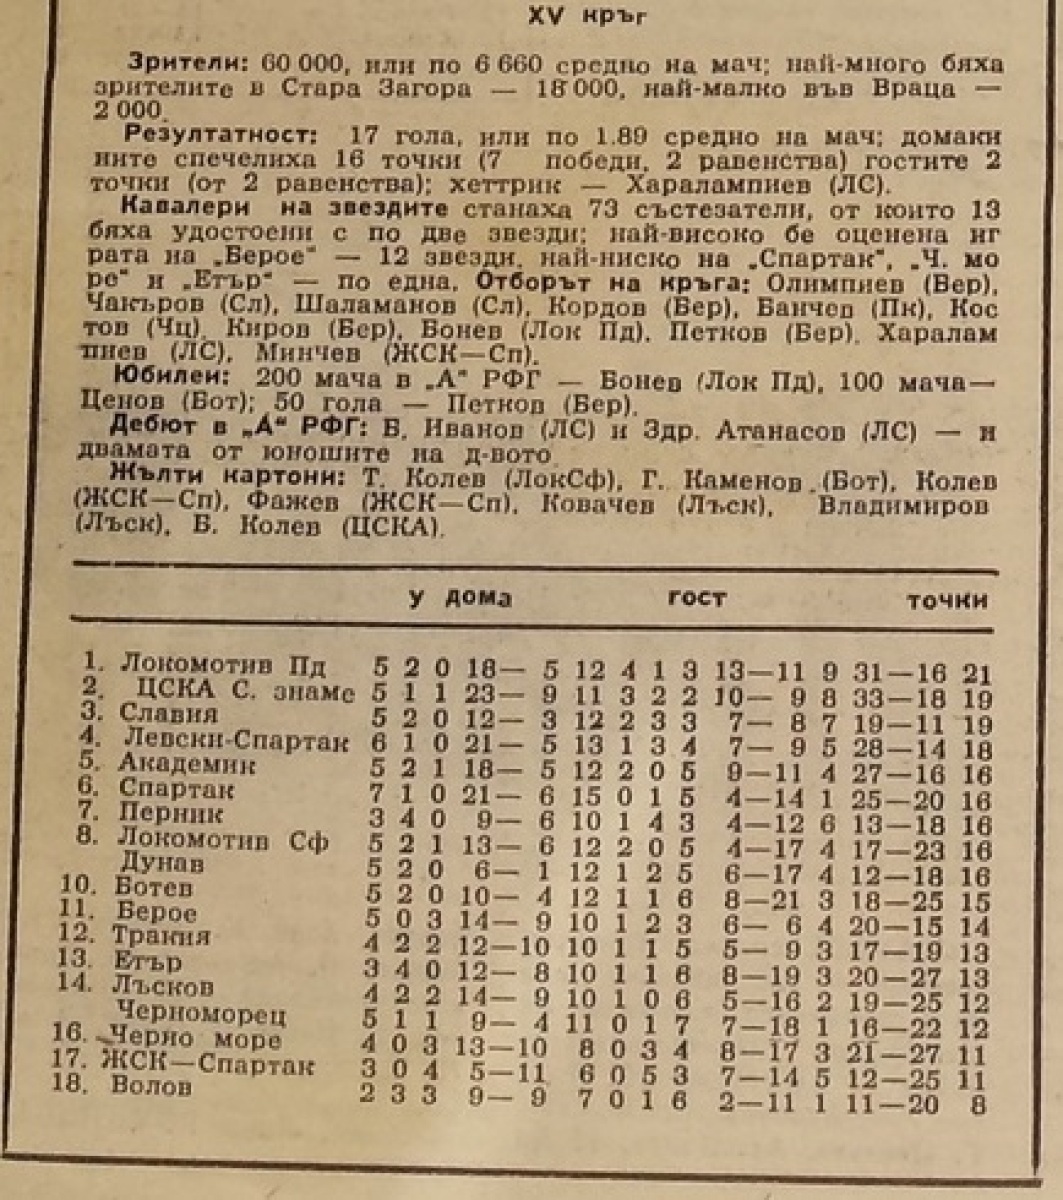 XV кръг
Зрители: 60 000, или по 6 660 средно на мач; най-много бяха
зрителите в Стара Загора — 18 000, най-малко във Враца —
2 000.
Резултатност: 17 гола, или по 1.89 средно на мач; домаки
ните спечелиха 16 точки (7 победи, 2 равенства) гостите 2
точки (от 2 равенства); хеттрик — Харалампиев (ЛС).
Кавалери на звездите станаха 73 състезатели, от които 13
бяха удостоени с по две звезди; най-високо бе оценена иг
рата на „Берое" — 12 звезди, най-ниско на „Спартак", „Ч. мо
ре" и „Етър" — по една. Отборът на кръга: Олимпиев (Бер),
Чакъров (Сл), Шаламанов (Сл), Кордов (Бер), Банчев (Пк), Кос
тов (Чц), Киров (Бер), Бонев (Лок Пд), Петков (Бер), Харалам
пиев (ЛС), Минчев (ЖСК—Сп).
Юбилеи: 200 мача в „А" РФГ — Бонев (Лок Пд), 100 мача—
Ценов (Бот); 50 гола — Петков (Бер).
Дебют в „А" РФГ: Б. Иванов (ЛС) и Здр. Атанасов (ЛС) — и
двамата от юношите на д-вото
Жълти картони: Т. Колев (ЛокСф), Г. Каменов (Бот), Колев
(ЖСК—Сп), Фажев (ЖСК—Сп), Ковачев (Лъск), Владимиров
(Лъск), Б. Колев (ЦСКА).
у дома гост точки
1. Локомотив Пд 5 2 0 18— 5 12 4 1 3 13—11 9 31—16 21
2. ЦСКА С. знаме 5 1 1 23— 9 11 3 2 2 10— 9 8 33—18 19
3. Славия 5 2 0 12— 3 12 2 3 3 7— 8 7 19—11 19
4. Левски-Спартак 6 1 0 21— 5 13 1 3 4 7— 9 5 28—14 18
5. Академик 5 2 1 18— 5 12 2 0 5 9—11 4 27—16 16
6. Спартак 7 1 0 21— 6 15 0 1 5 4—14 1 25—20 16
7. Перник 3 4 0 9— 6 10 1 4 3 4—12 6 13—18 16
8. Локомотив Сф 5 2 1 13— 6 12 2 0 5 4—17 4 17—23 16
Дунав 5 2 0 6— 1 12 1 2 5 6—17 4 12—18 16
10. Ботев 5 2 0 10— 4 12 1 1 6 8—21 3 18—25 15
11. Берое 5 0 3 14— 9 10 1 2 3 6— 6 4 20—15 14
12. Тракия 4 2 2 12—10 10 1 1 5 5— 9 3 17—19 13
13. Етър 3 4 0 12— 8 10 1 1 6 8—19 3 20—27 13
14. Лъсков 4 2 2 14— 9 10 1 0 6 5—16 2 19—25 12
Черноморец 5 1 1 9— 4 11 0 1 7 7—18 1 16—22 12
16. Черно море 4 0 3 13—10 8 0 3 4 8—17 3 21—27 11
17. ЖСК—Спартак 3 0 4 5—11 6 0 5 3 7—14 5 12—25 11
18. Волов 2 3 3 9— 9 7 0 1 6 2—11 1 11—20 8